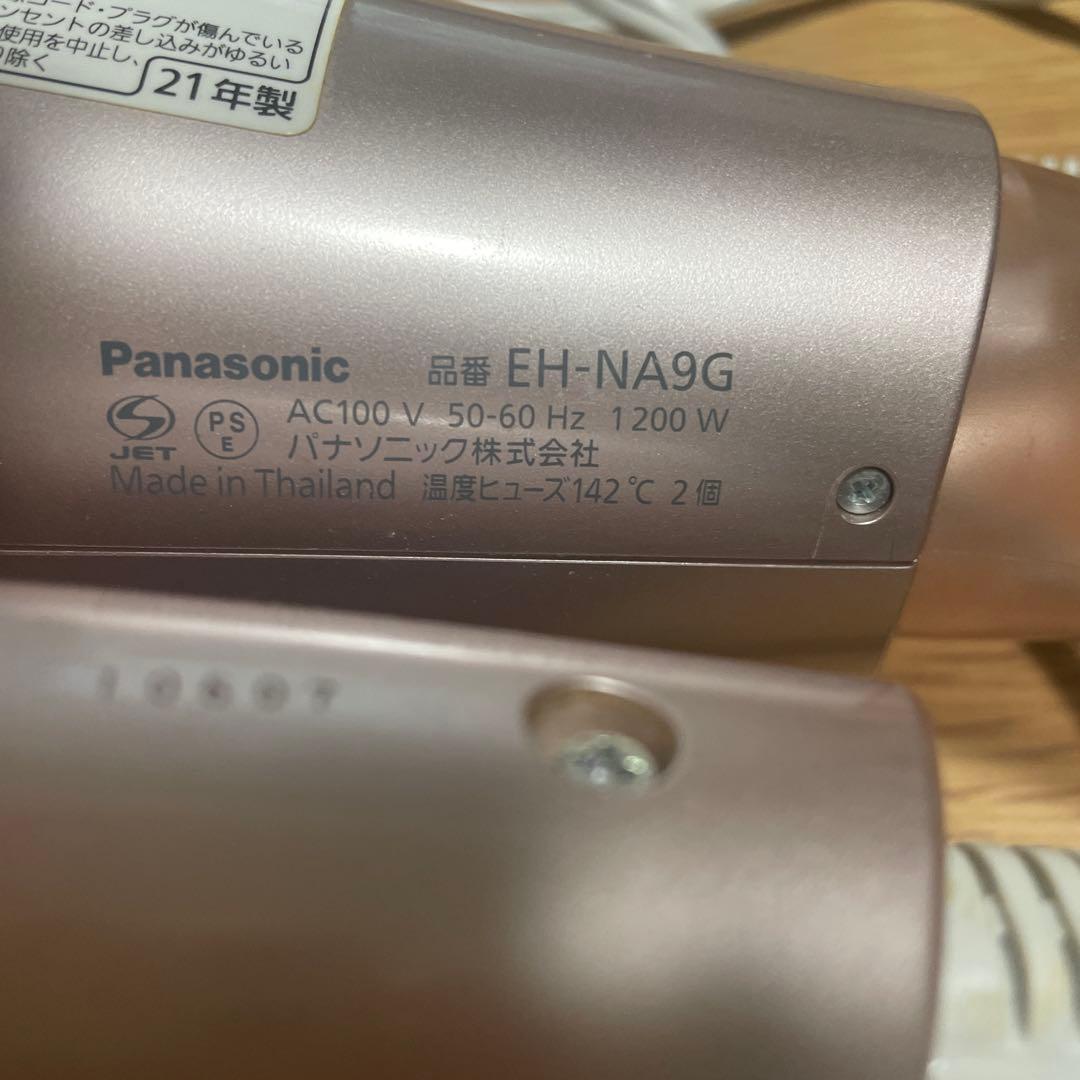 コード・プラグが傷んでいる
ンセントの差し込みがゆるい
使用を中止し、
除く
21年製
Panasonic 品番 EH-NA9G
JET PS E AC100 V 50-60 Hz 1200 W
パナソニック株式会社
Made in Thailand 温度ヒューズ142℃ 2個